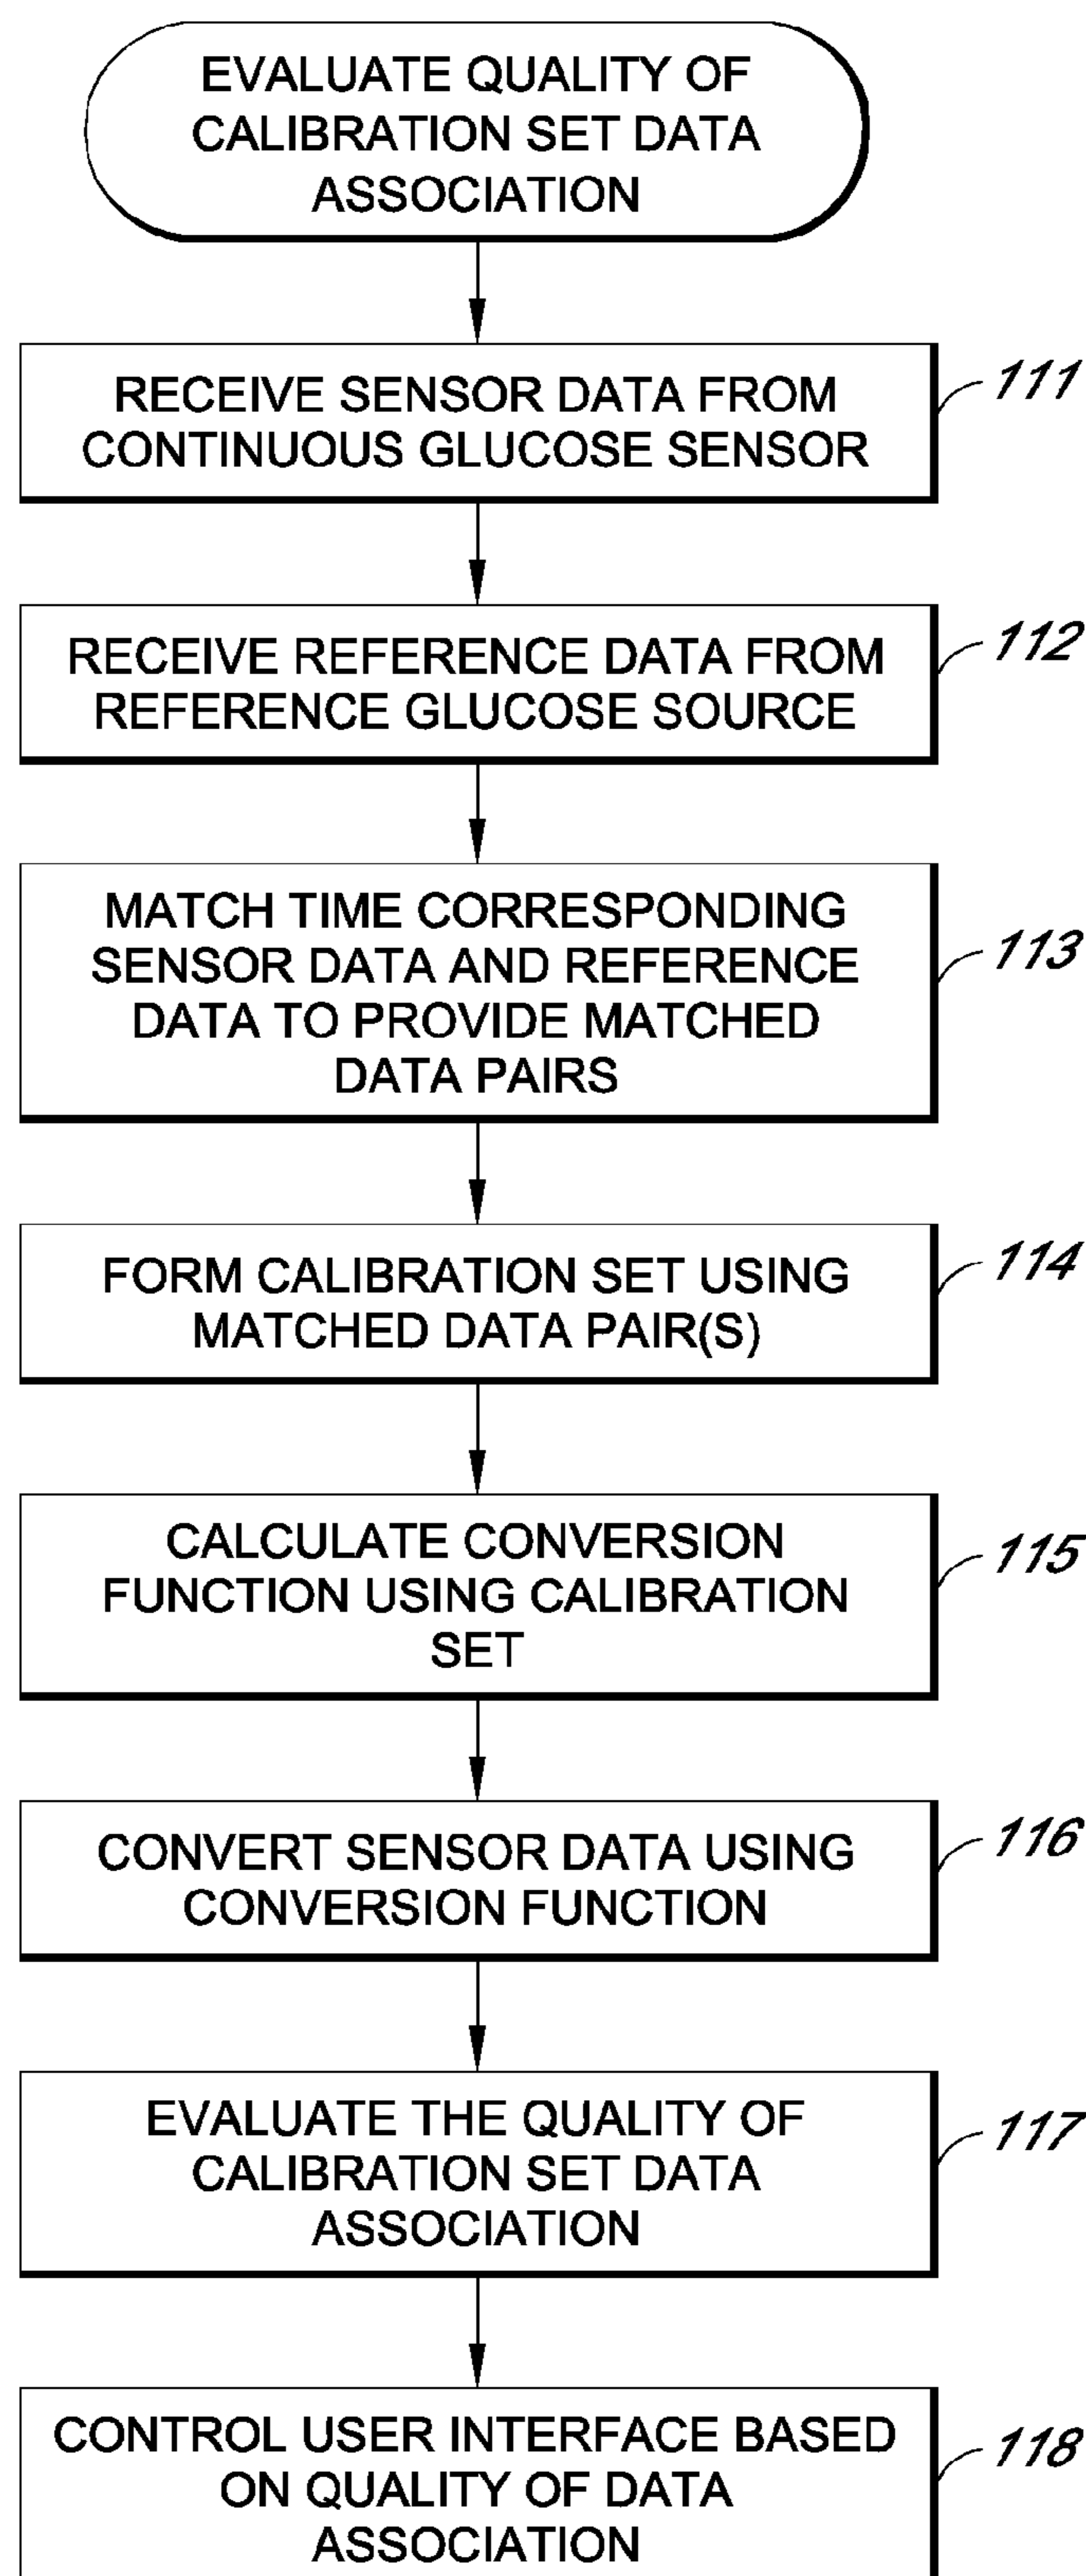 EVALUATE QUALITY OF
CALIBRATION SET DATA
ASSOCIATION
RECEIVE SENSOR DATA FROM
CONTINUOUS GLUCOSE SENSOR
111
RECEIVE REFERENCE DATA FROM
REFERENCE GLUCOSE SOURCE
112
MATCH TIME CORRESPONDING
SENSOR DATA AND REFERENCE
DATA TO PROVIDE MATCHED
DATA PAIRS
113
FORM CALIBRATION SET USING
MATCHED DATA PAIR(S)
114
CALCULATE CONVERSION
FUNCTION USING CALIBRATION
SET
115
CONVERT SENSOR DATA USING
CONVERSION FUNCTION
116
EVALUATE THE QUALITY OF
CALIBRATION SET DATA
ASSOCIATION
117
CONTROL USER INTERFACE BASED
ON QUALITY OF DATA
ASSOCIATION
118